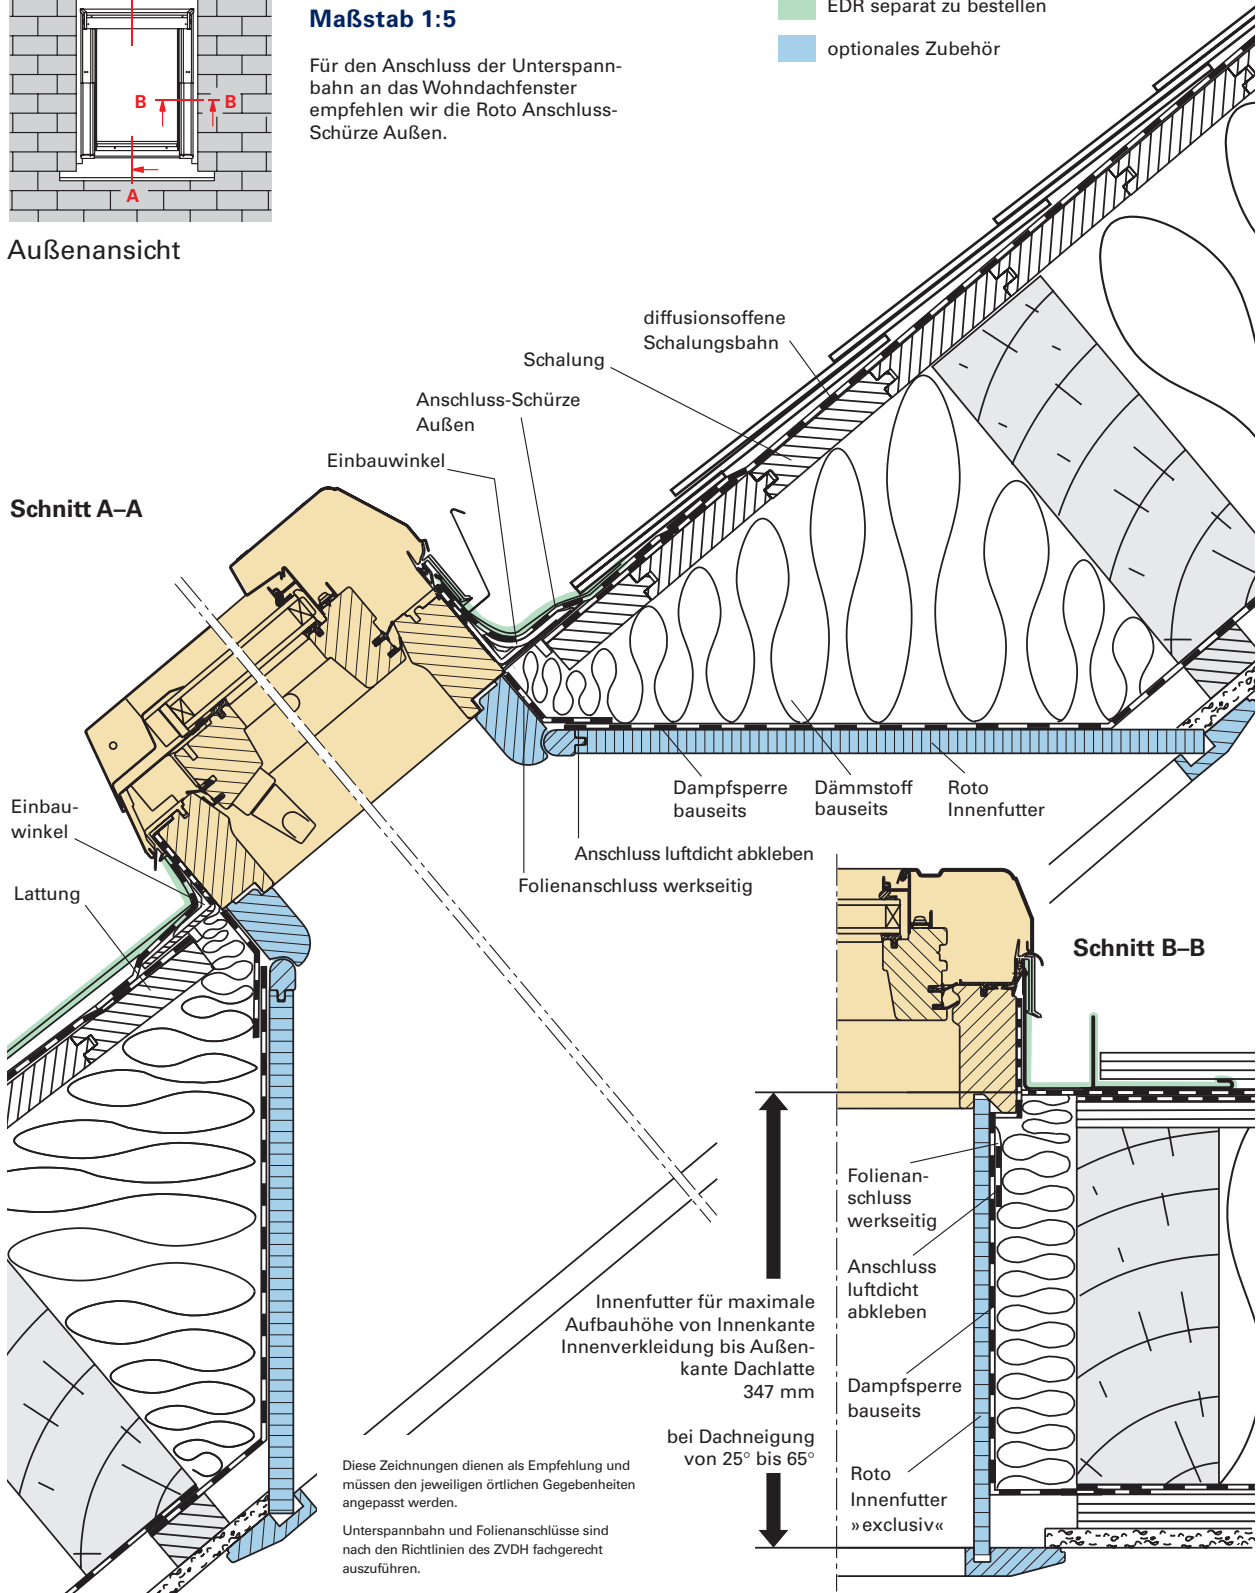 Maßstab 1:5
Für den Anschluss der Unterspann-
bahn an das Wohndachfenster
empfehlen wir die Roto Anschluss-
Schürze Außen.
EDR separat zu bestellen
optionales Zubehör
B
B
A
Außenansicht
diffusionsoffene
Schalungsbahn
Schalung
Anschluss-Schürze
Außen
Einbauwinkel
Schnitt A–A
Dampfsperre
bauseits
Dämmstoff
bauseits
Roto
Innenfutter
Einbau-
winkel
Anschluss luftdicht abkleben
Folienanschluss werkseitig
Lattung
Schnitt B–B
Folienan-
schluss
werkseitig
Anschluss
luftdicht
abkleben
Innenfutter für maximale
Aufbauhöhe von Innenkante
Innenverkleidung bis Außen-
kante Dachlatte
347 mm
bei Dachneigung
von 25° bis 65°
Dampfsperre
bauseits
Roto
Innenfutter
»exclusiv«
Diese Zeichnungen dienen als Empfehlung und
müssen den jeweiligen örtlichen Gegebenheiten
angepasst werden.
Unterspannbahn und Folienanschlüsse sind
nach den Richtlinien des ZVDH fachgerecht
auszuführen.